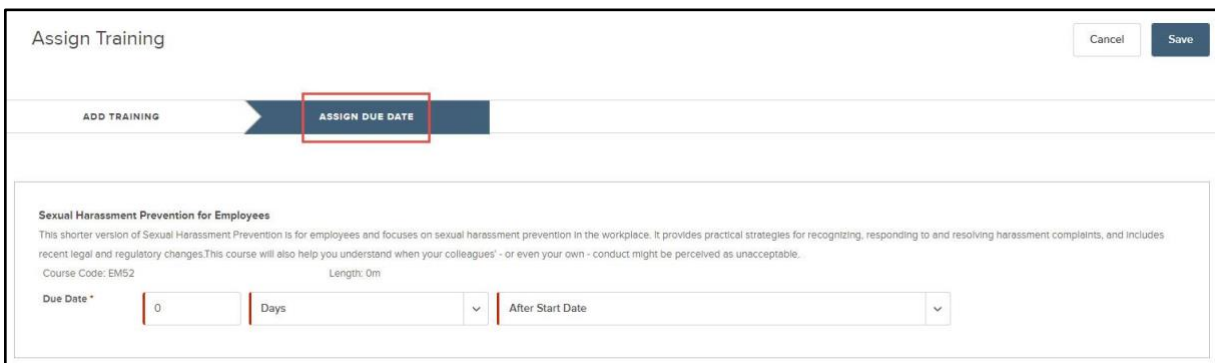 Assign Training
Cancel
Save
ADD TRAINING
ASSIGN DUE DATE
Sexual Harassment Prevention for Employees
This shorter version of Sexual Harassment Prevention is for employees and focuses on sexual harassment prevention in the workplace. It provides practical strategies for recognizing, responding to and resolving harassment complaints, and includes
recent legal and regulatory changes.This course will also help you understand when your colleagues' - or even your own - conduct might be perceived as unacceptable.
Course Code: EM52 Length: 0m
Due Date * 0 Days After Start Date